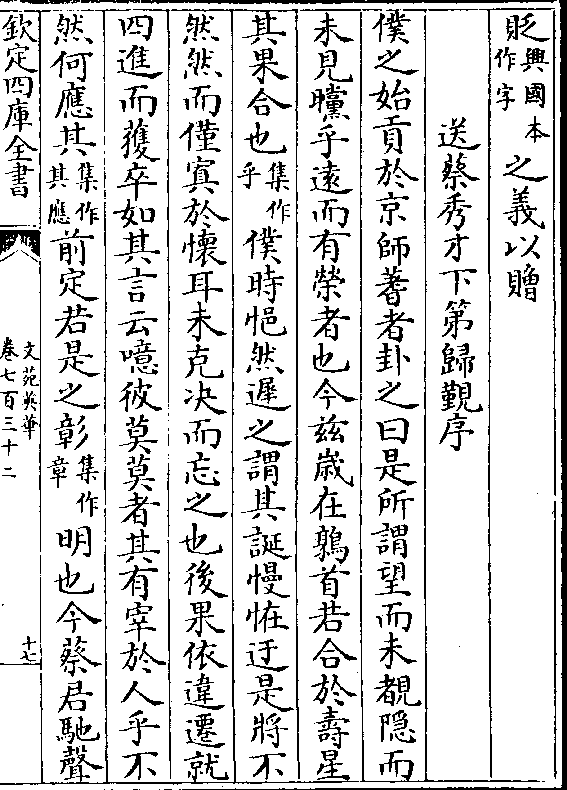 貶興國本作字之義以贈
送蔡秀才下第歸覲序
僕之始貢於京師蓍者卦之曰是所謂望而未覩隠而
未見曭乎遠而有榮者也今兹歳在鶉首若合於壽星
其果合也集作乎僕時悒然遲之謂其誕慢恠迂是將不
然然而僅寘於懷耳未克决而忘之也後果依違遷就
四進而獲卒如其言云噫彼莫莫者其有宰於人乎不
然何應其集作其應前定若是之彰集作章明也今蔡君馳聲
欽定四庫全書
文苑英華
卷七百三十二
十七